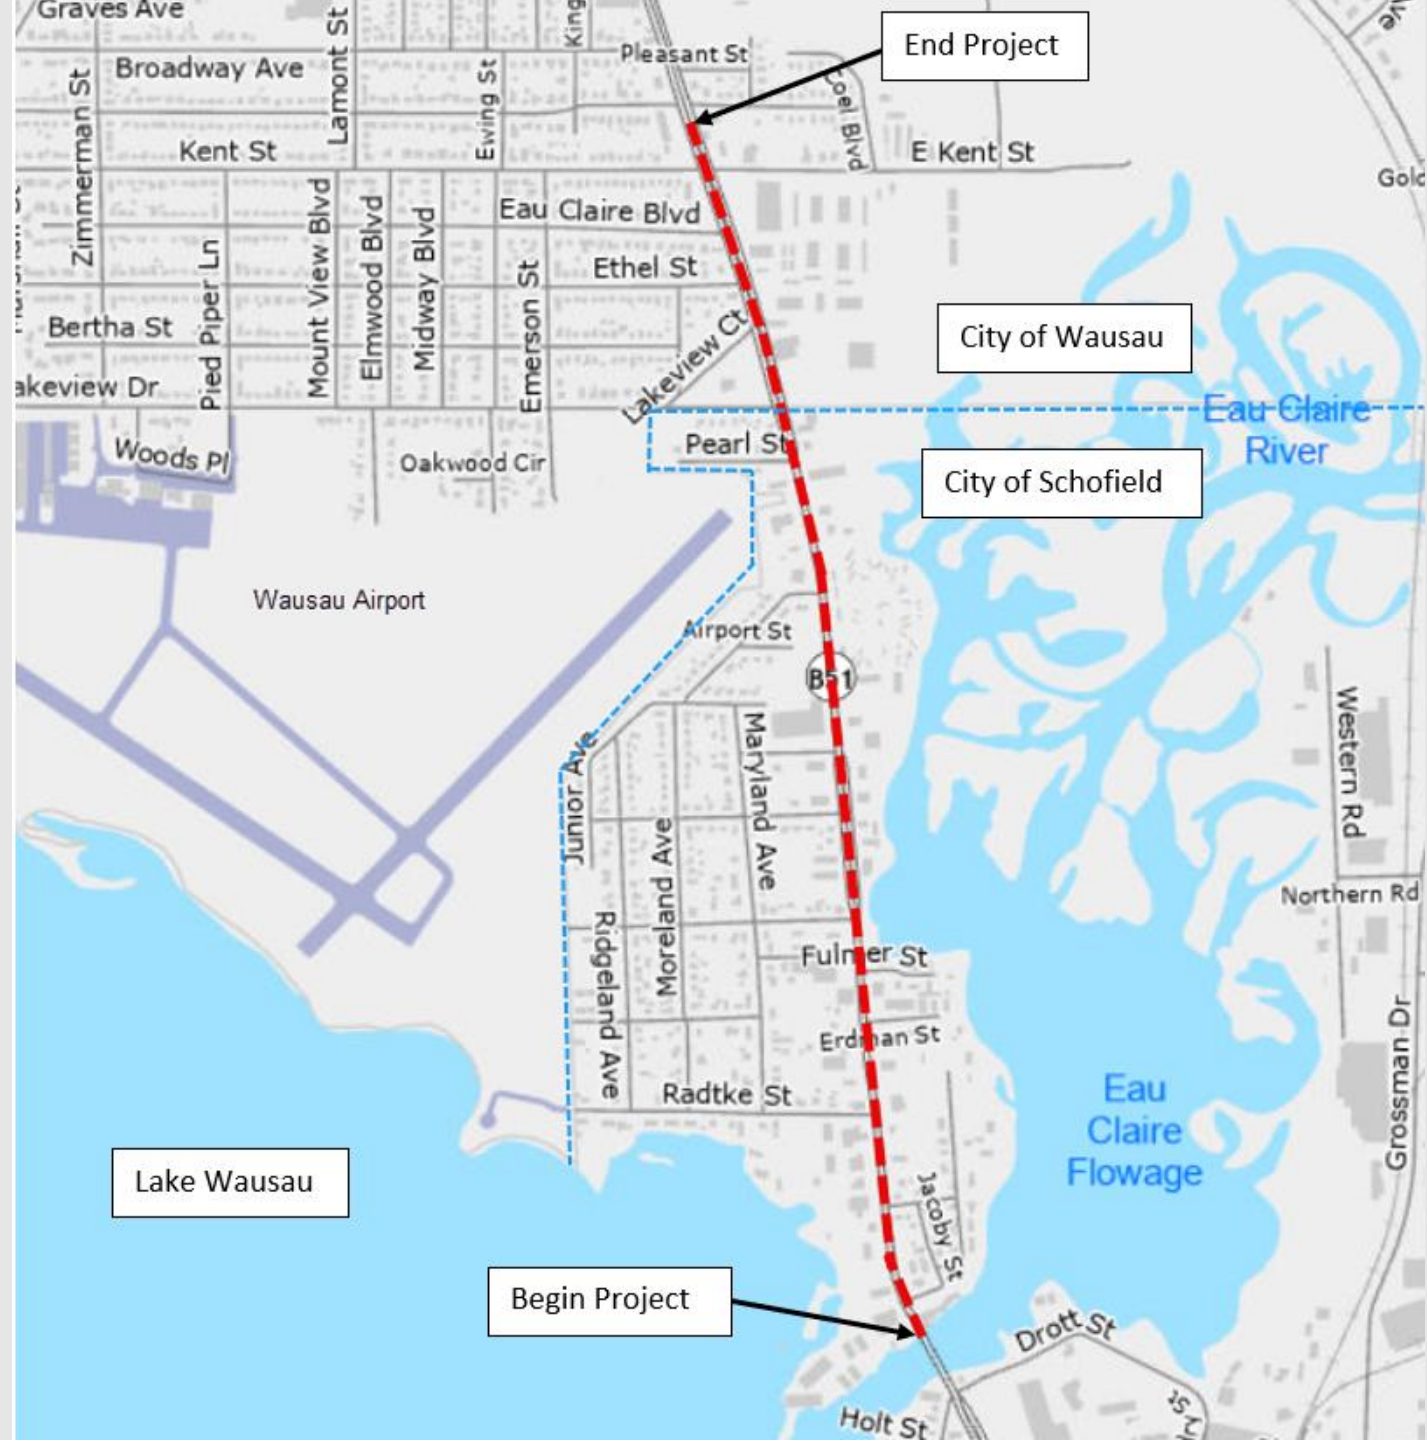 Graves Ave
Lamont St
King
Pleasant St
End Project
Broadway Ave
Zimmerman St
Ewing St
Coel Blvd
Kent St
E Kent St
Gold
Mount View Blvd
Elmwood Blvd
Midway Blvd
Eau Claire Blvd
Pied Piper Ln
Emerson St
Ethel St
Bertha St
Lakeview Ct
City of Wausau
akeview Dr
Eau Claire
River
Woods Pl
Oakwood Cir
Pearl St
City of Schofield
Wausau Airport
Airport St
B51
Junior Ave
Maryland Ave
Western Rd
Moreland Ave
Northern Rd
Ridgeland Ave
Fulmer St
Erdman St
Grossman Dr
Radtke St
Eau
Claire
Flowage
Lake Wausau
Jacoby St
Begin Project
Drott St
Holt St